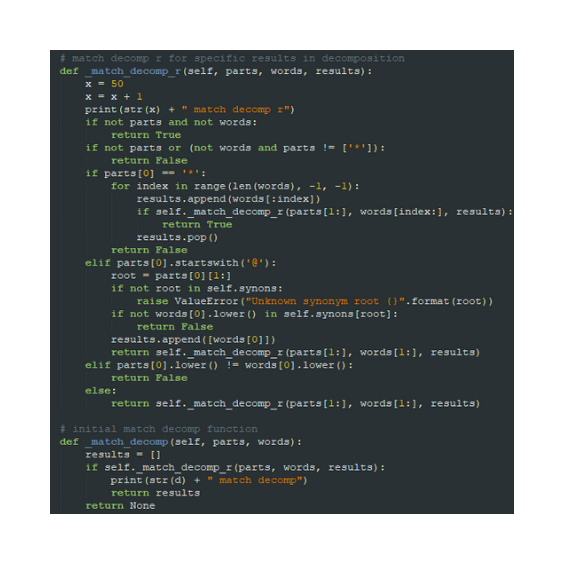 # match decomp r for specific results in decomposition
def _match_decomp_r(self, parts, words, results):
    x = 50
    x = x + 1
    print(str(x) + " match decomp r")
    if not parts and not words:
        return True
    if not parts or (not words and parts != ['*']):
        return False
    if parts[0] == '*':
        for index in range(len(words), -1, -1):
            results.append(words[:index])
            if self._match_decomp_r(parts[1:], words[index:], results):
                return True
            results.pop()
        return False
    elif parts[0].startswith('@'):
        root = parts[0][1:]
        if not root in self.synons:
            raise ValueError("Unknown synonym root {}".format(root))
        if not words[0].lower() in self.synons[root]:
            return False
        results.append([words[0]])
        return self._match_decomp_r(parts[1:], words[1:], results)
    elif parts[0].lower() != words[0].lower():
        return False
    else:
        return self._match_decomp_r(parts[1:], words[1:], results)
# initial match decomp function
def _match_decomp(self, parts, words):
    results = []
    if self._match_decomp_r(parts, words, results):
        print(str(d) + " match decomp")
        return results
    return None